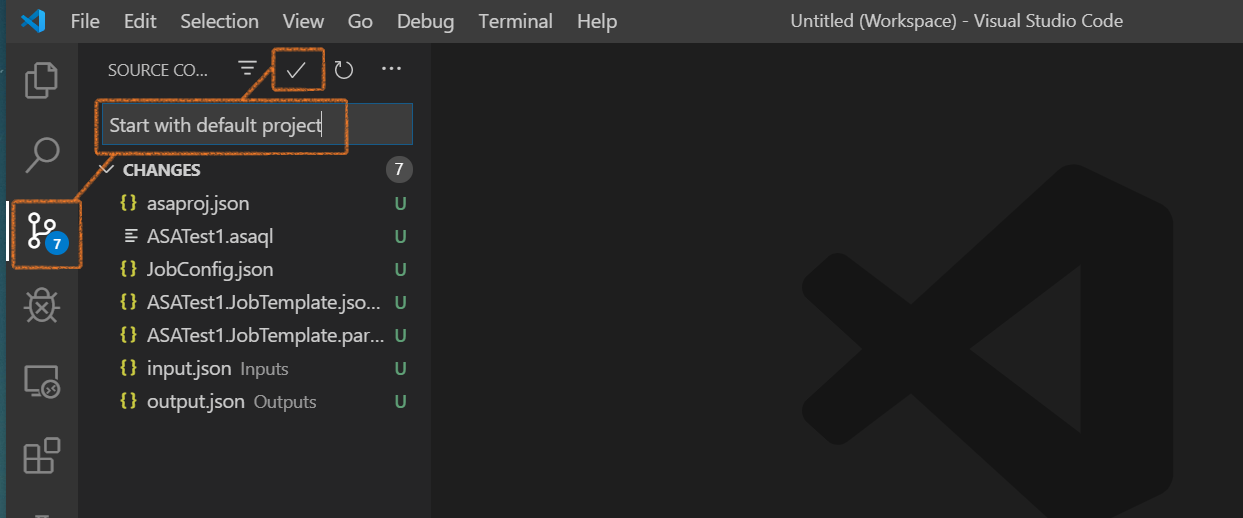 File Edit Selection View Go Debug Terminal Help Untitled (Workspace) - Visual Studio Code
SOURCE CO...
Start with default project
CHANGES 7
asaproj.json U
ASATest1.asaql U
7
JobConfig.json U
ASATest1.JobTemplate.jso... U
ASATest1.JobTemplate.par... U
input.json Inputs U
output.json Outputs U